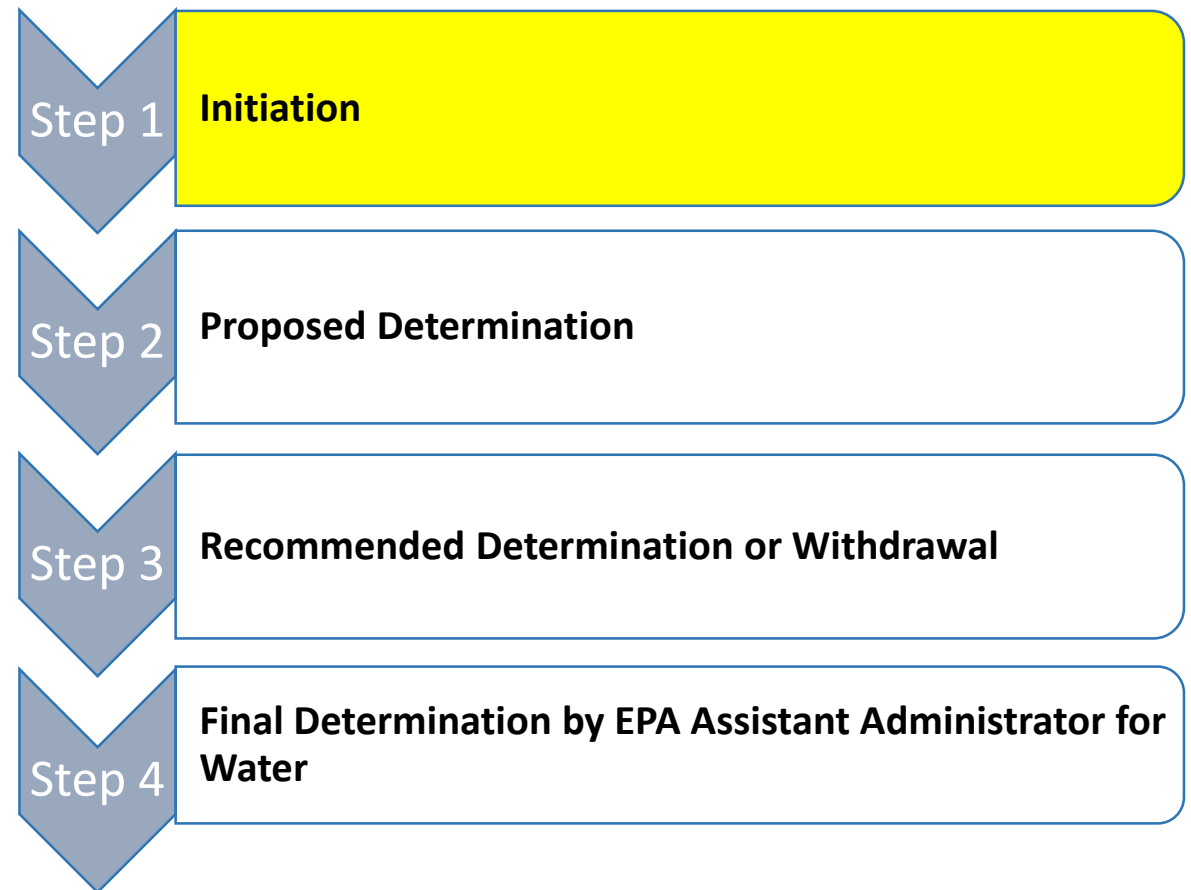 Step 1
Initiation
Step 2
Proposed Determination
Step 3
Recommended Determination or Withdrawal
Step 4
Final Determination by EPA Assistant Administrator for
Water